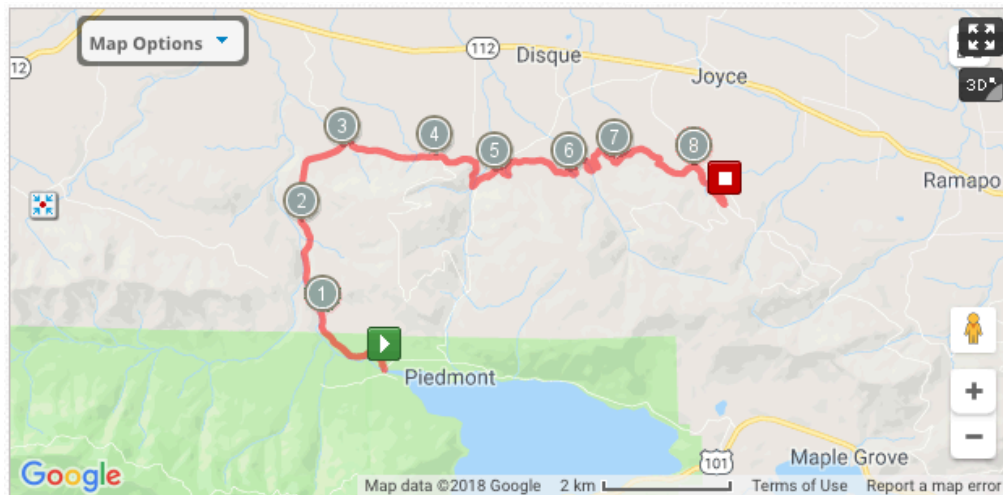 Map Options
12
112
Disque
Joyce
3D
3
4
5
6
7
8
2
Ramapo
1
Piedmont
101
Maple Grove
Google
Map data ©2018 Google
2 km
Terms of Use
Report a map error